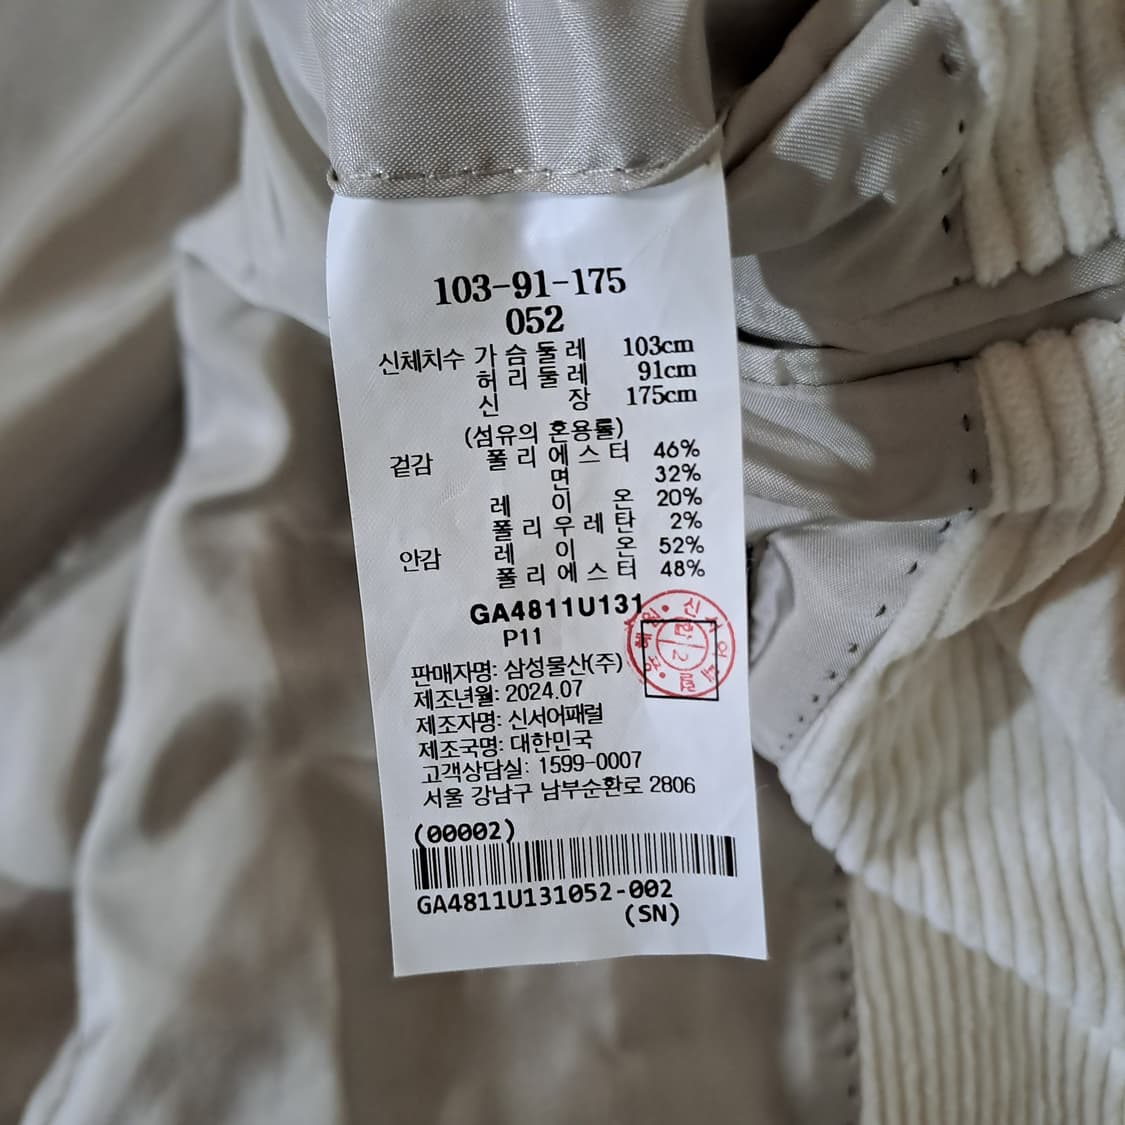 103-91-175
052
신체치수 가슴둘레 103cm
허리둘레 91cm
신장 175cm
(섬유의 혼용률)
겉감 폴리에스터 46%
면 32%
레이온 20%
폴리우레탄 2%
안감 레이온 52%
폴리에스터 48%
GA4811U131
P11
판매자명: 삼성물산(주)
제조년월: 2024.07
제조자명: 신서어패럴
제조국명: 대한민국
고객상담실: 1599-0007
서울 강남구 남부순환로 2806
(00002)
GA4811U131052-002
(SN)